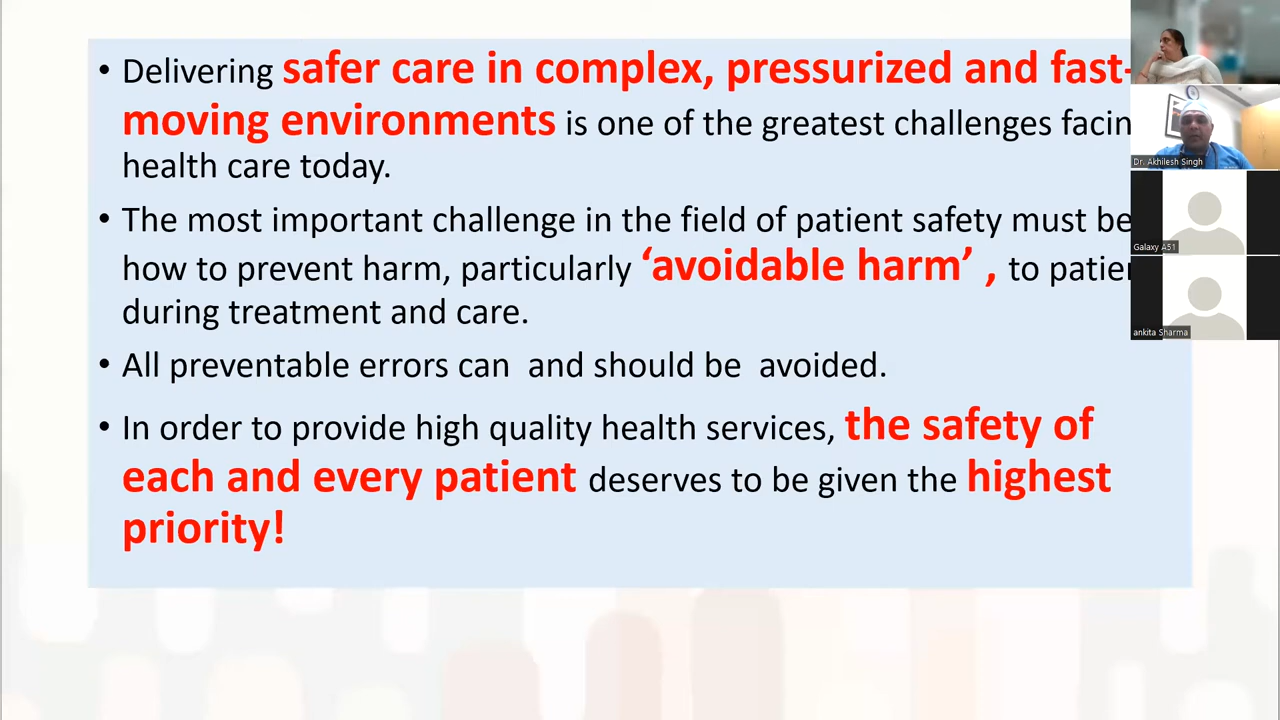 • Delivering safer care in complex, pressurized and fast-
moving environments is one of the greatest challenges
health care today.
• The most important challenge in the field of patient safety must be
how to prevent harm, particularly ‘avoidable harm’ , to
during treatment and care.
• All preventable errors can  and should be  avoided.
• In order to provide high quality health services, the safety of
each and every patient deserves to be given the highest
priority!
Dr. Akhilesh Singh
Galaxy A51
ankita Sharma